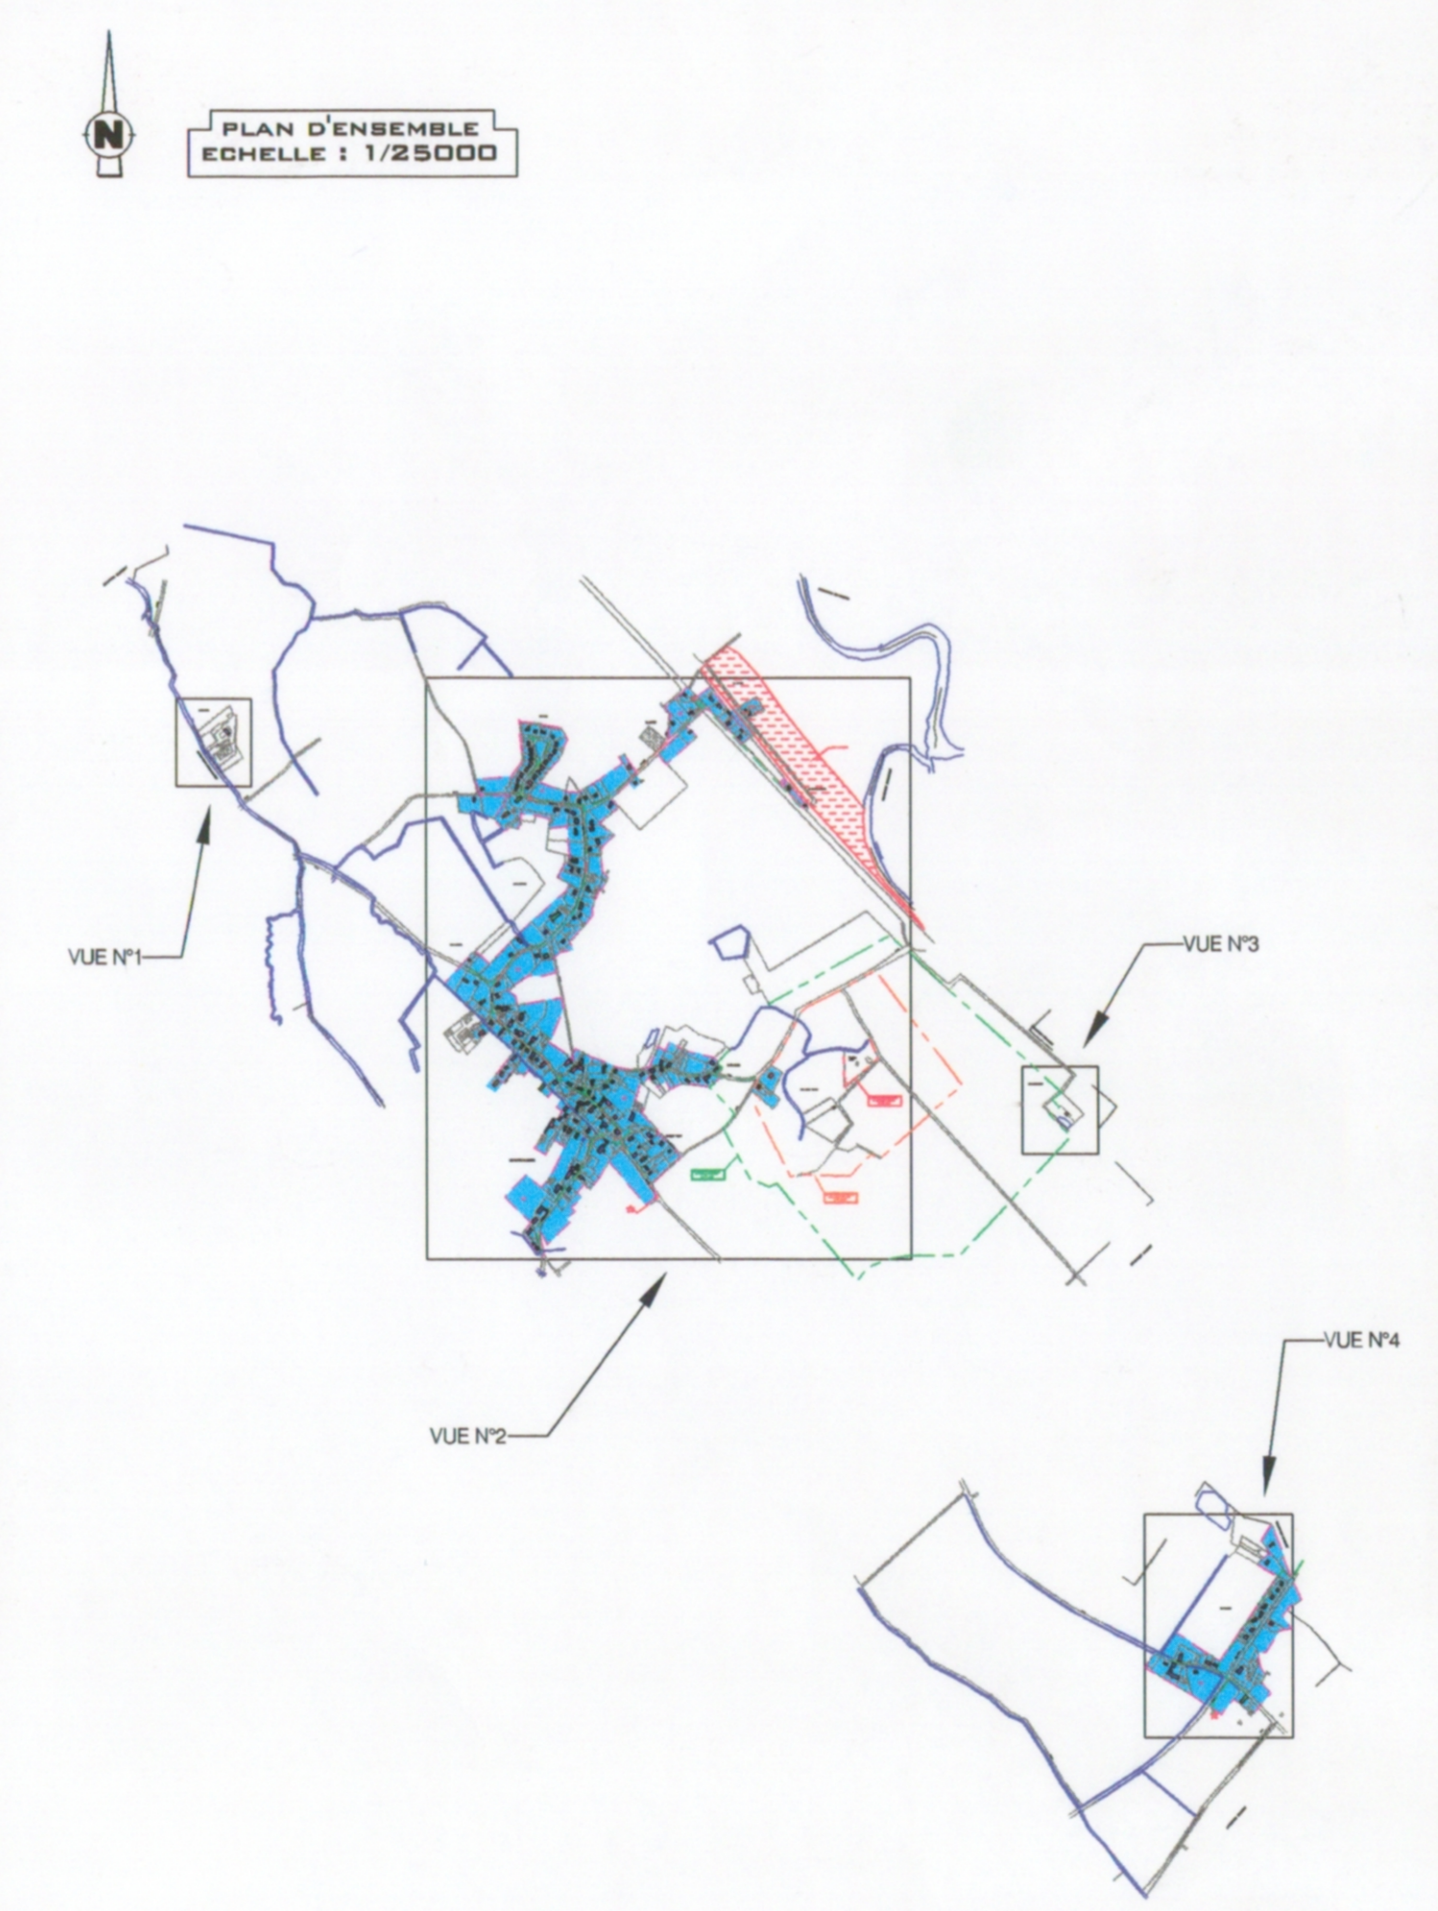 N
PLAN D'ENSEMBLE
ECHELLE : 1/25000
VUE N°1
VUE N°3
VUE N°2
VUE N°4